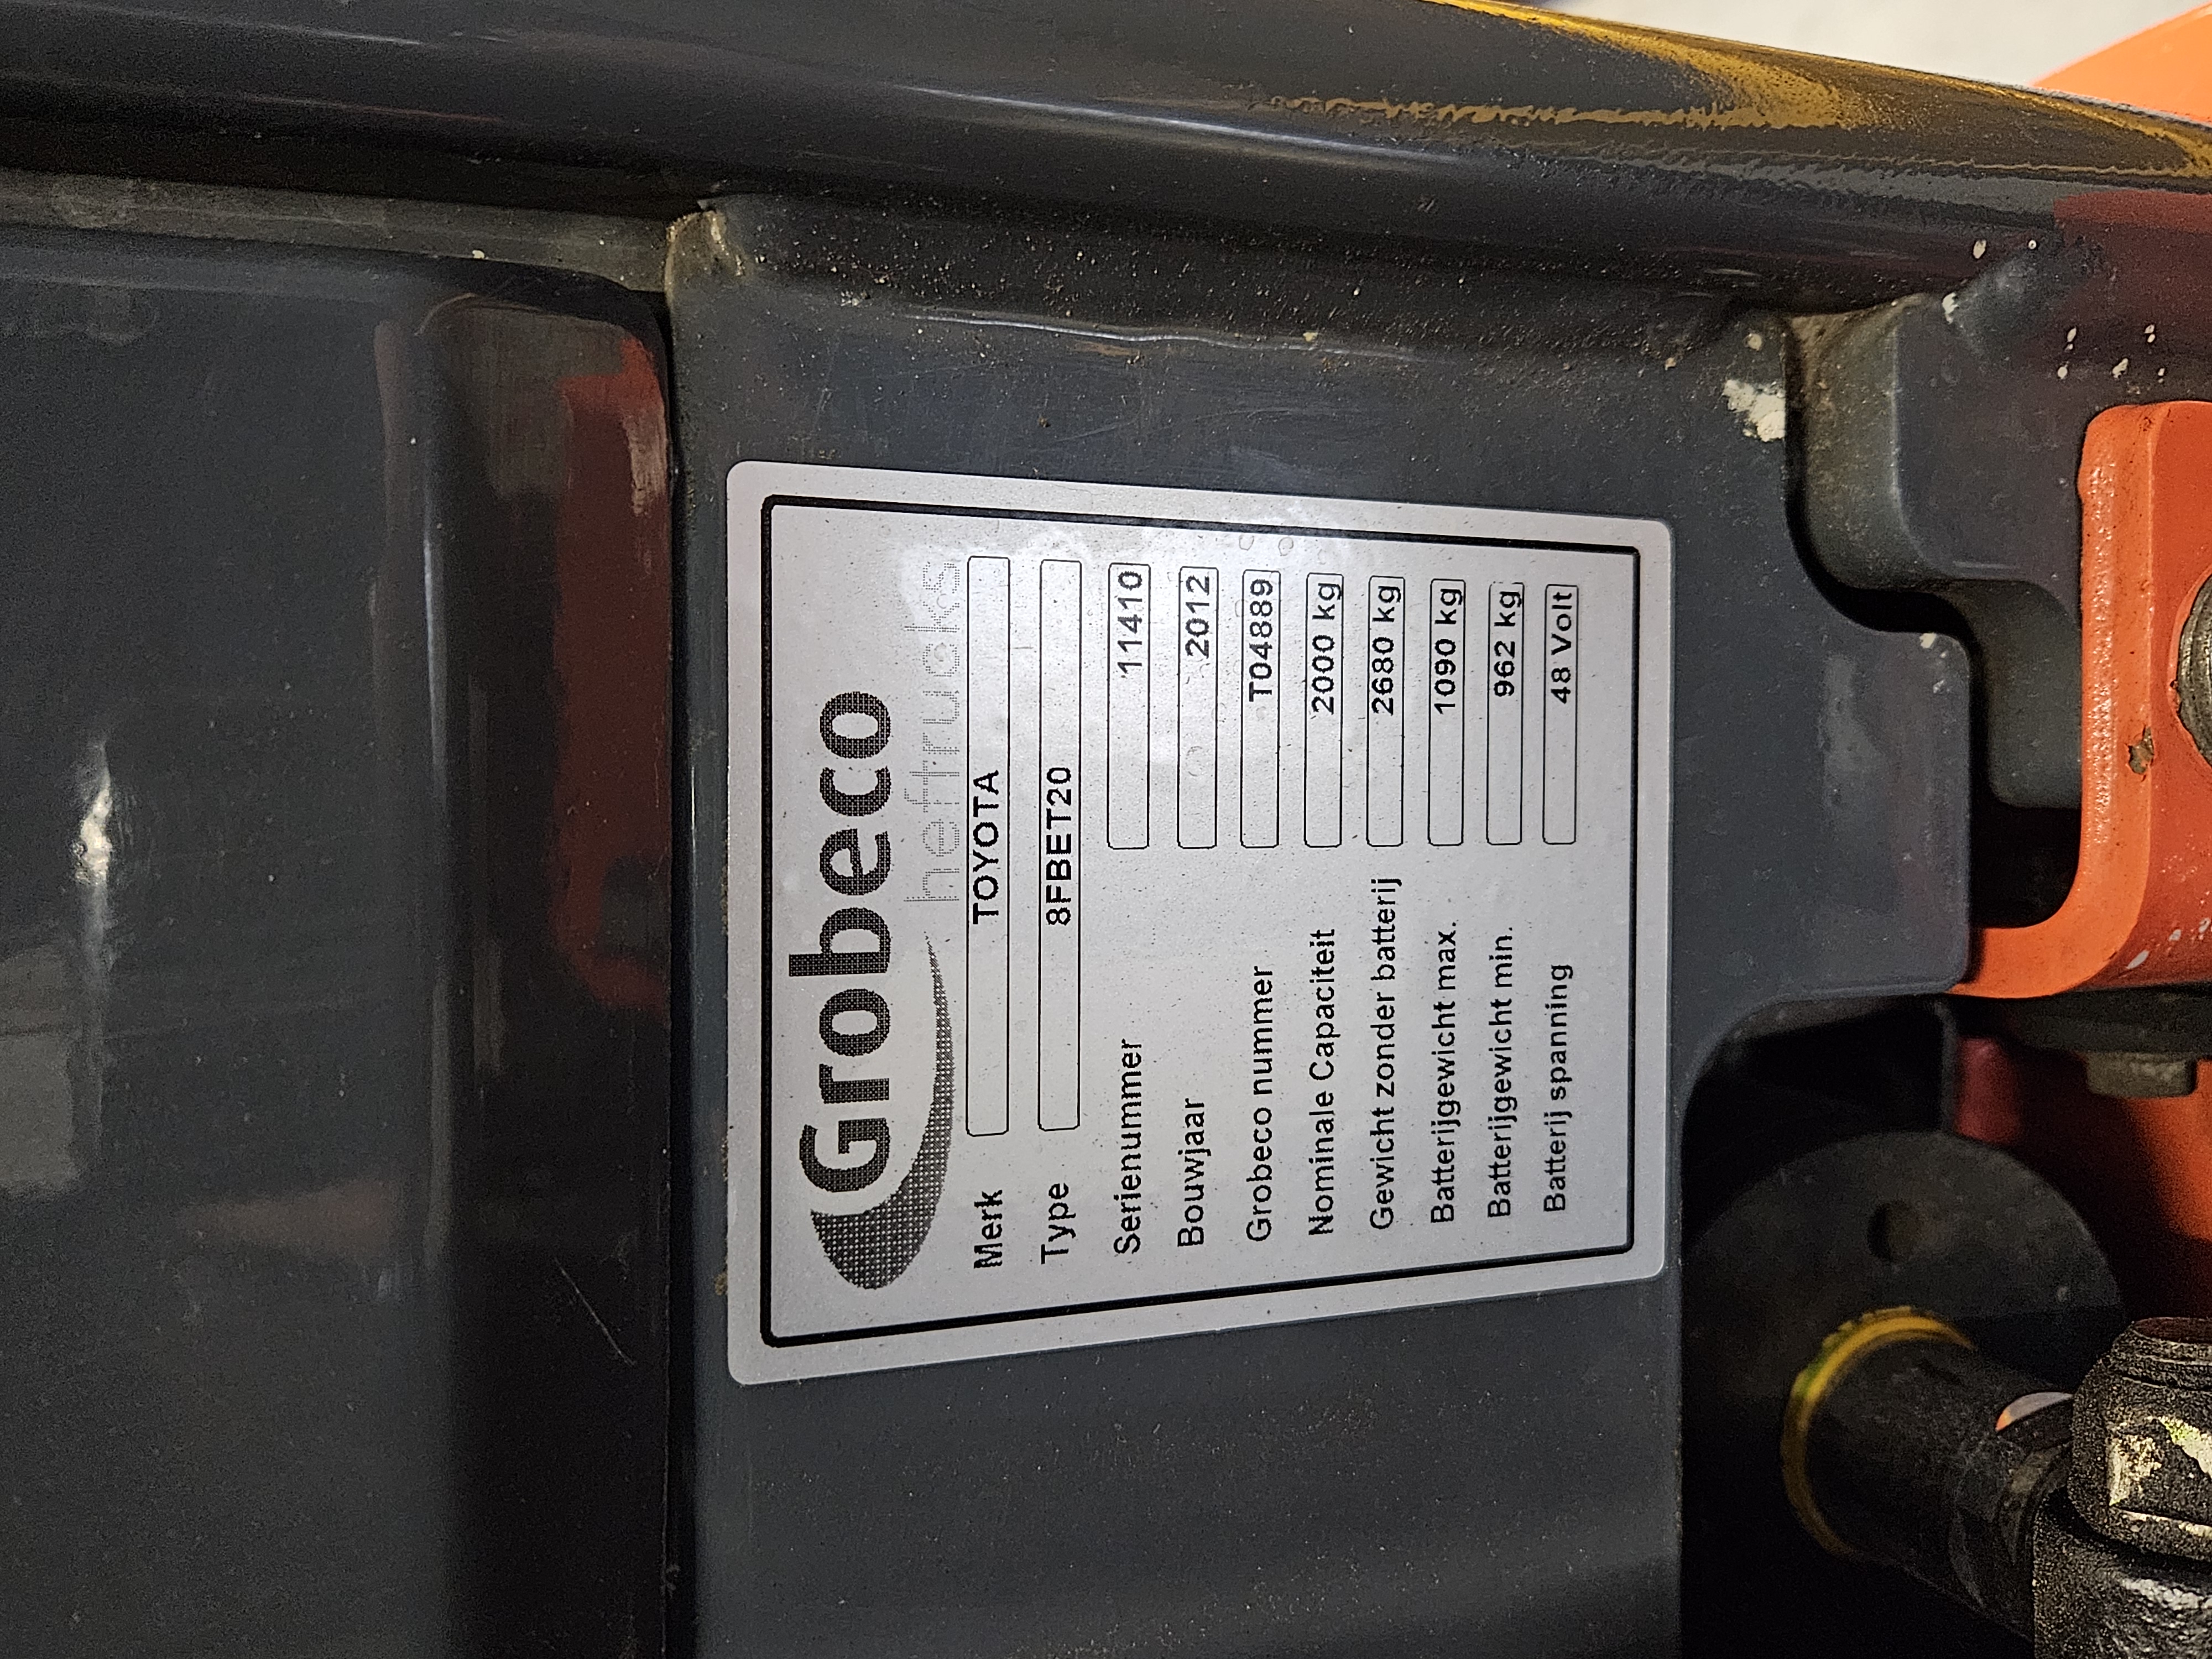 Grobeco
heftrucks
Merk TOYOTA
Type 8FBET20
Serienummer 11410
Bouwjaar 2012
Grobeco nummer T04889
Nominale Capaciteit 2000 kg
Gewicht zonder batterij 2680 kg
Batterijgewicht max. 1090 kg
Batterijgewicht min. 962 kg
Batterij spanning 48 Volt